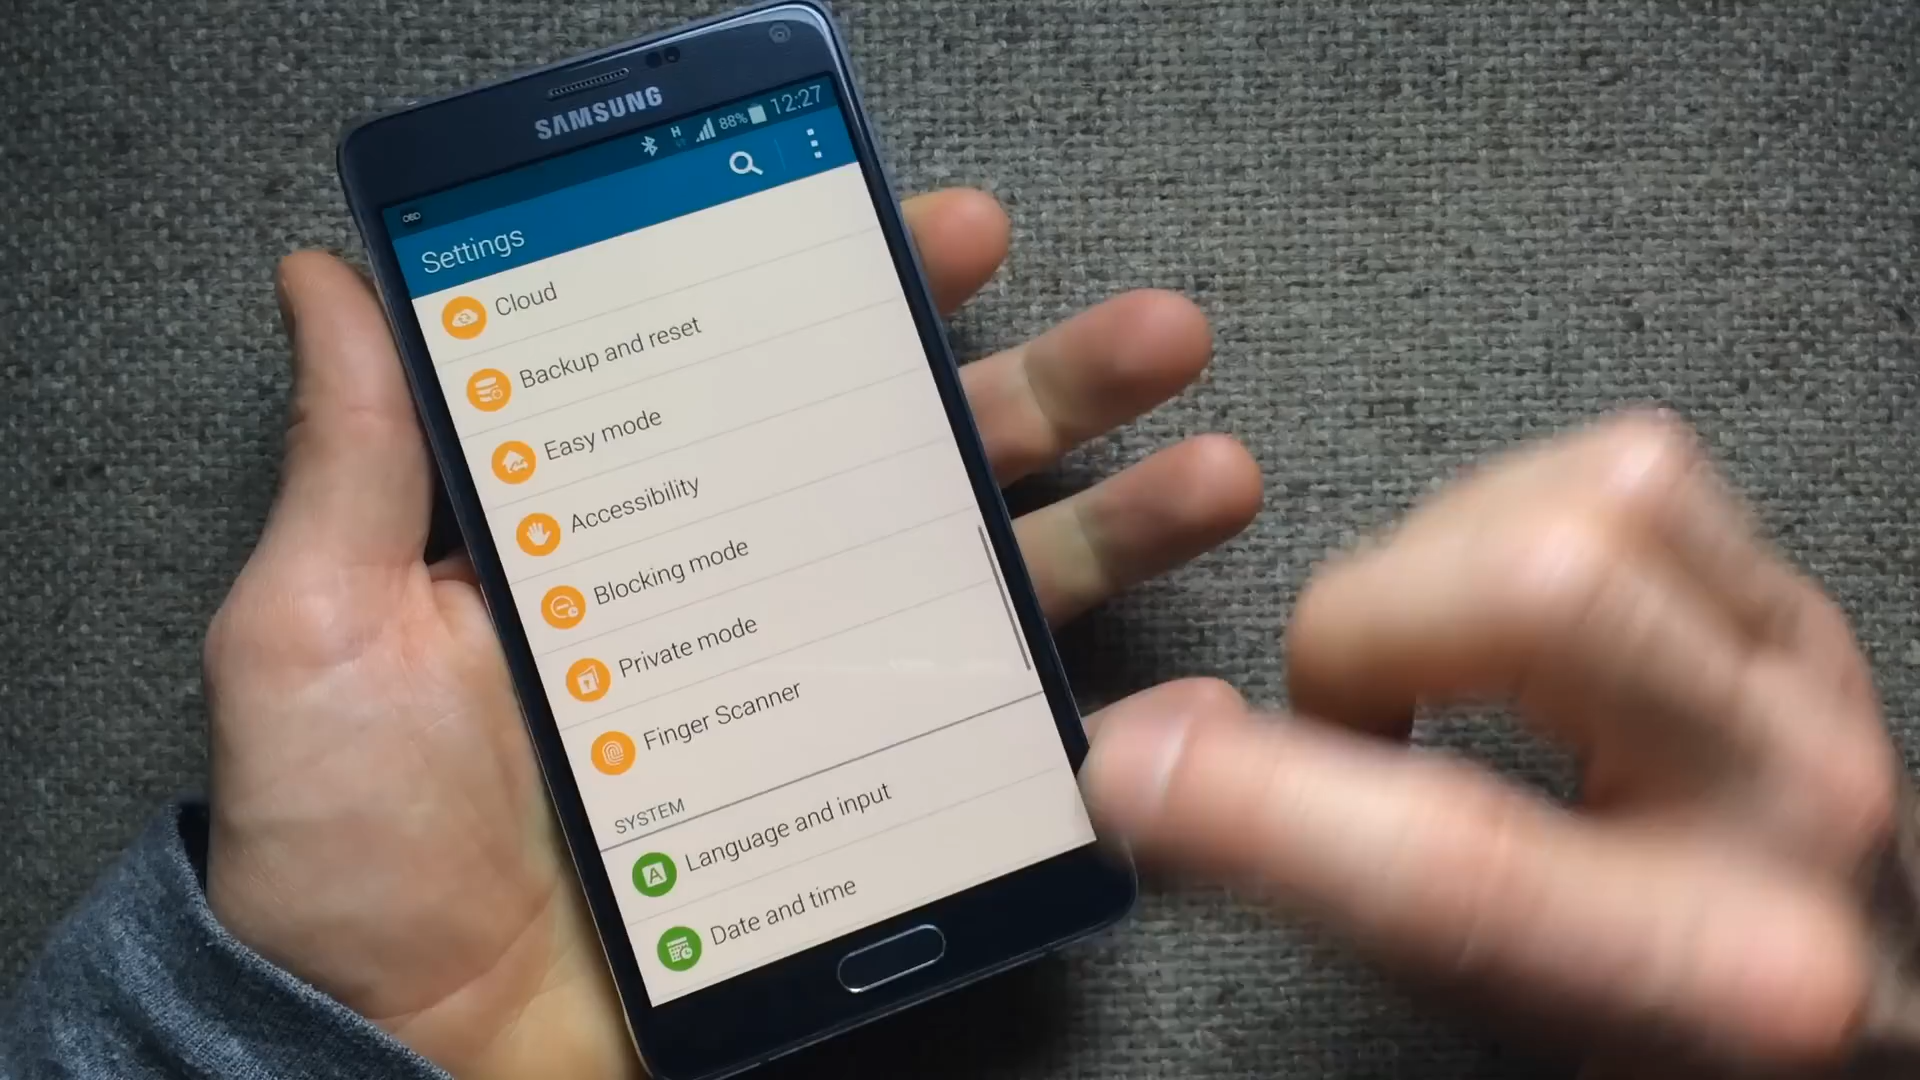 SAMSUNG
H 88% 12:27
Settings
Cloud
Backup and reset
Easy mode
Accessibility
Blocking mode
Private mode
Finger Scanner
SYSTEM
A Language and input
Date and time